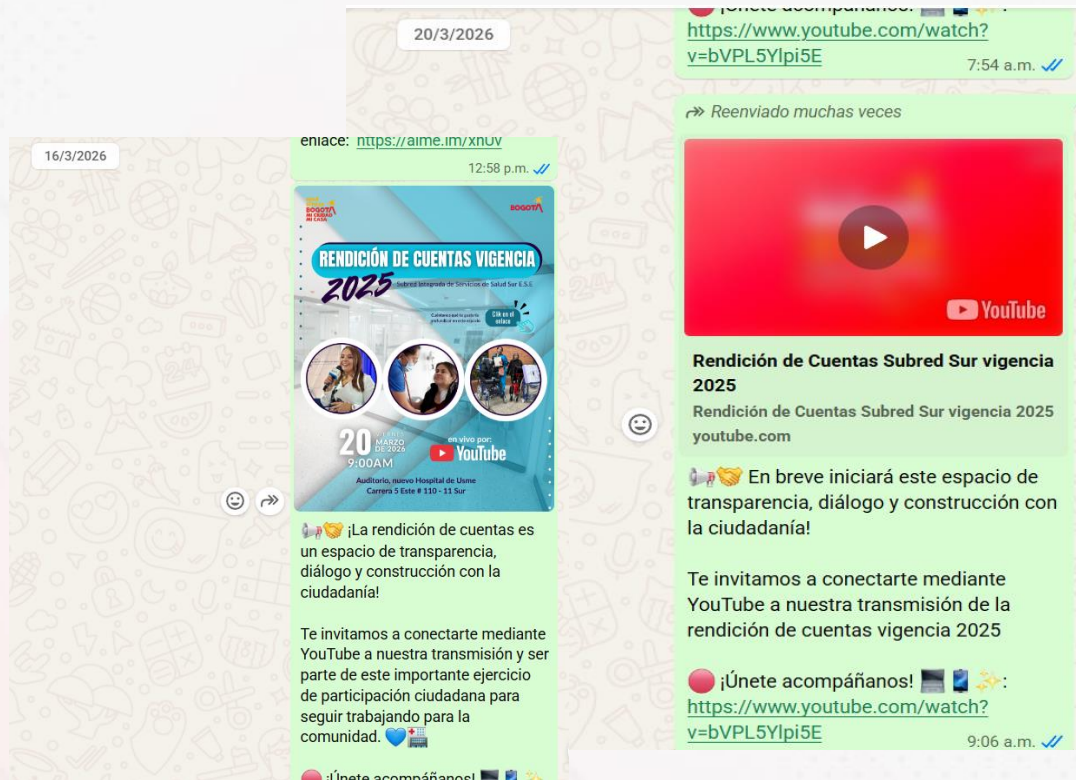 16/3/2026
enlace: https://aime.im/xhUv
12:58 p.m.
BOGOTÁ
MI CIUDAD
MI CASA
BOGOTÁ
RENDICIÓN DE CUENTAS VIGENCIA
2025
Subred Integrada de Servicios de Salud Sur E.S.E
Clik en el
enlace
20
MARZO
DE 2026
9:00AM
en vivo por:
YouTube
Auditorio, nuevo Hospital de Usme
Carrera 5 Este # 110 - 11 Sur
📢🤝 ¡La rendición de cuentas es
un espacio de transparencia,
diálogo y construcción con la
ciudadanía!
Te invitamos a conectarte mediante
YouTube a nuestra transmisión y ser
parte de este importante ejercicio
de participación ciudadana para
seguir trabajando para la
comunidad. 💙🏥
🔴 ¡Únete acompáñanos! 💻📱✨
20/3/2026
🔴 ¡Únete acompáñanos! 💻📱✨:
https://www.youtube.com/watch?
v=bVPL5Ylpi5E
7:54 a.m.
Reenviado muchas veces
YouTube
Rendición de Cuentas Subred Sur vigencia
2025
Rendición de Cuentas Subred Sur vigencia 2025
youtube.com
📢🤝 En breve iniciará este espacio de
transparencia, diálogo y construcción con
la ciudadanía!
Te invitamos a conectarte mediante
YouTube a nuestra transmisión de la
rendición de cuentas vigencia 2025
🔴 ¡Únete acompáñanos! 💻📱✨:
https://www.youtube.com/watch?
v=bVPL5Ylpi5E
9:06 a.m.